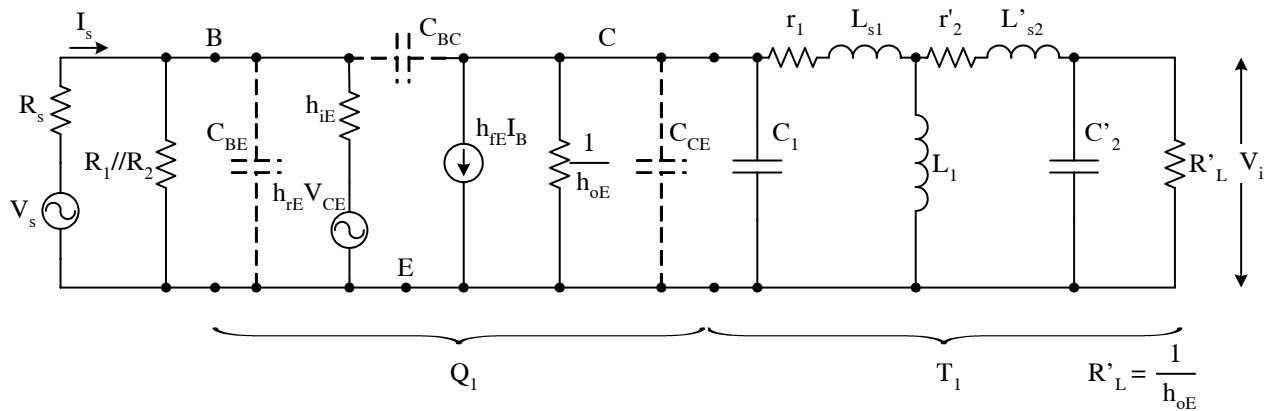 I_s
B
C_BC
C
r_1
L_s1
r'_2
L'_s2
R_s
R_1//R_2
C_BE
h_iE
h_fE I_B
1
h_oE
C_CE
C_1
L_1
C'_2
R'_L
V_i
V_s
h_rE V_CE
E
Q_1
T_1
R'_L = 1
h_oE